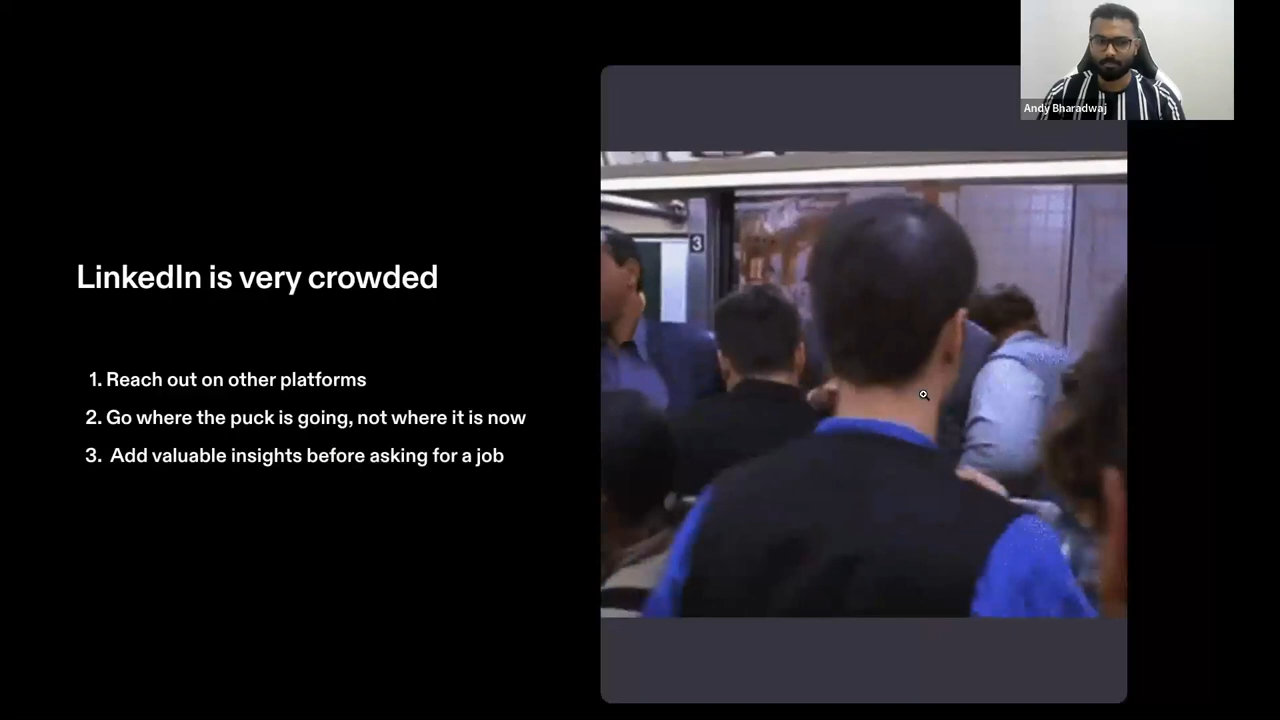 Andy Bharadwaj
3
LinkedIn is very crowded
1. Reach out on other platforms
2. Go where the puck is going, not where it is now
3. Add valuable insights before asking for a job